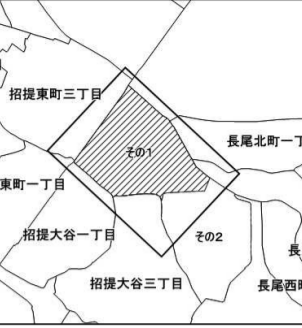 招提東町三丁目
その1
長尾北町一丁
東町一丁目
招提大谷一丁目
その2
長
招提大谷三丁目
長尾西町